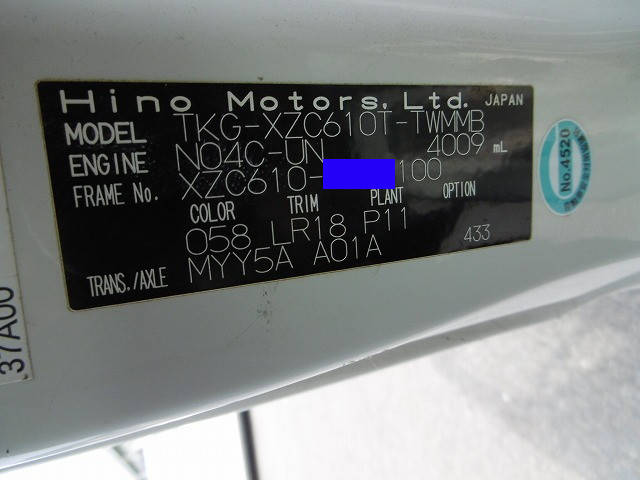 Hino Motors, Ltd. JAPAN
MODEL TKG-XZC610T-TWMMB
ENGINE N04C-UN 4009 mL
FRAME No. XZC610- 100
COLOR TRIM PLANT OPTION
058 LR18 P11 433
TRANS./AXLE MYY5A A01A
No.4520
37A00